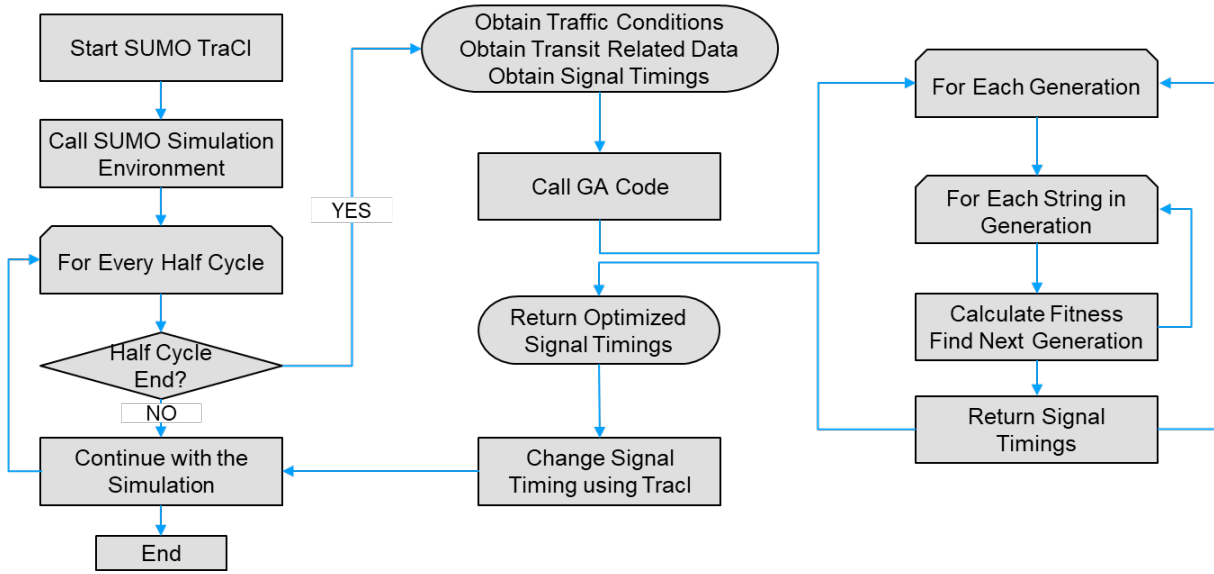 Start SUMO TraCI
Call SUMO Simulation
Environment
For Every Half Cycle
Half Cycle
End?
NO
Continue with the
Simulation
End
YES
Obtain Traffic Conditions
Obtain Transit Related Data
Obtain Signal Timings
Call GA Code
Return Optimized
Signal Timings
Change Signal
Timing using TracI
For Each Generation
For Each String in
Generation
Calculate Fitness
Find Next Generation
Return Signal
Timings